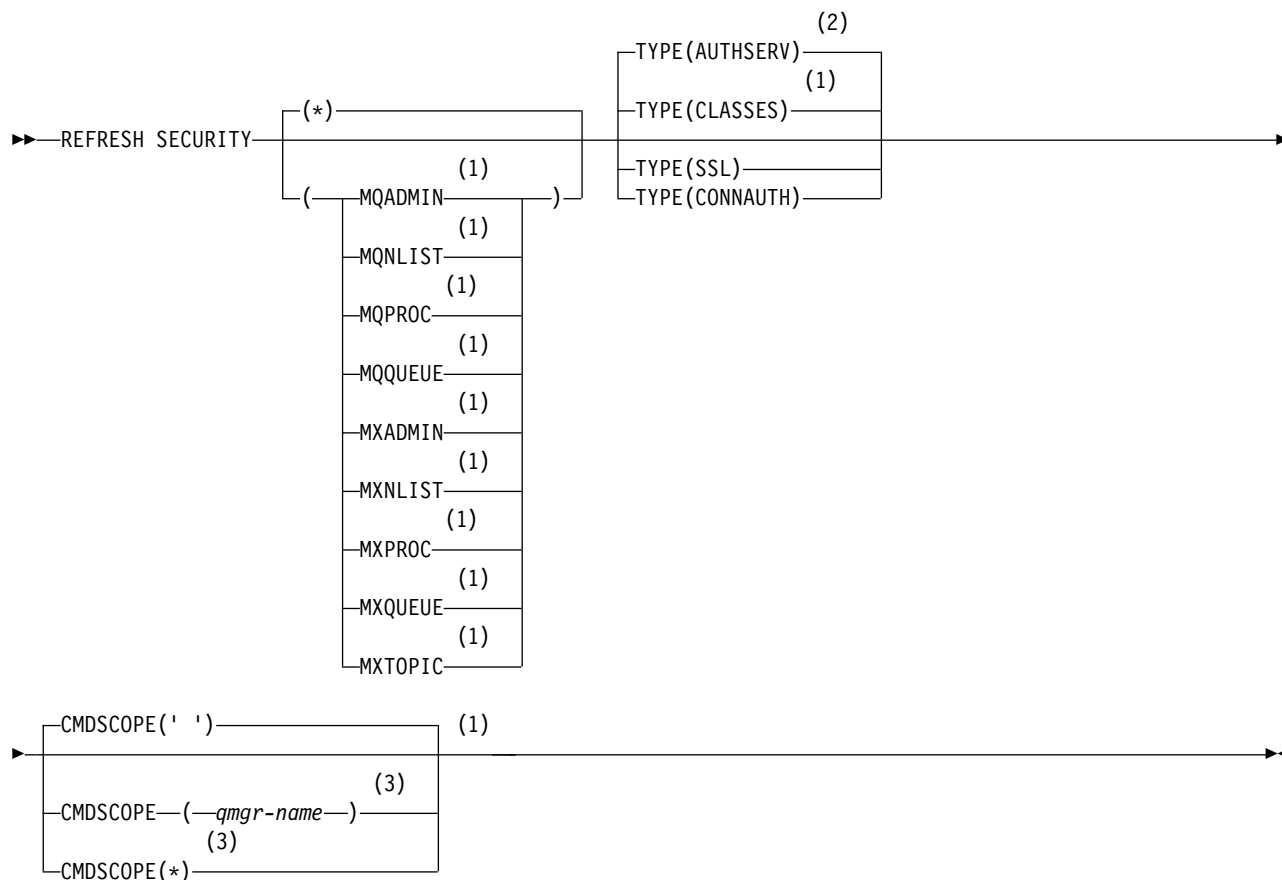 (2)
TYPE(AUTHSERV)
(1)
(*) TYPE(CLASSES)
REFRESH SECURITY
(1) TYPE(SSL)
( MQADMIN ) TYPE(CONNAUTH)
(1)
MQNLIST
(1)
MQPROC
(1)
MQQUEUE
(1)
MXADMIN
(1)
MXNLIST
(1)
MXPROC
(1)
MXQUEUE
(1)
MXTOPIC
CMDSCOPE(' ') (1)
(3)
CMDSCOPE ( qmgr-name )
(3)
CMDSCOPE(*)